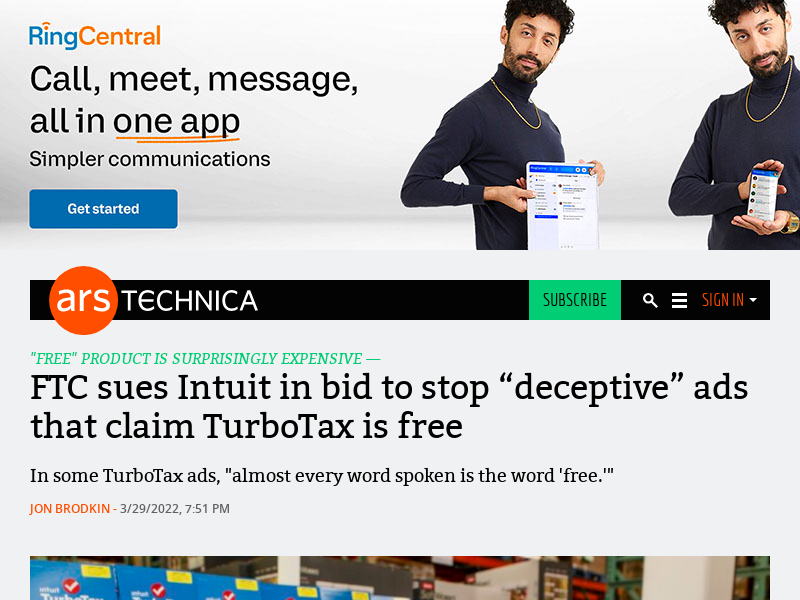 RingCentral
Call, meet, message,
all in one app
Simpler communications
Get started
ars TECHNICA
SUBSCRIBE
SIGN IN
"FREE" PRODUCT IS SURPRISINGLY EXPENSIVE —
FTC sues Intuit in bid to stop “deceptive” ads
that claim TurboTax is free
In some TurboTax ads, "almost every word spoken is the word 'free.'"
JON BRODKIN - 3/29/2022, 7:51 PM
intuit
TurboTax